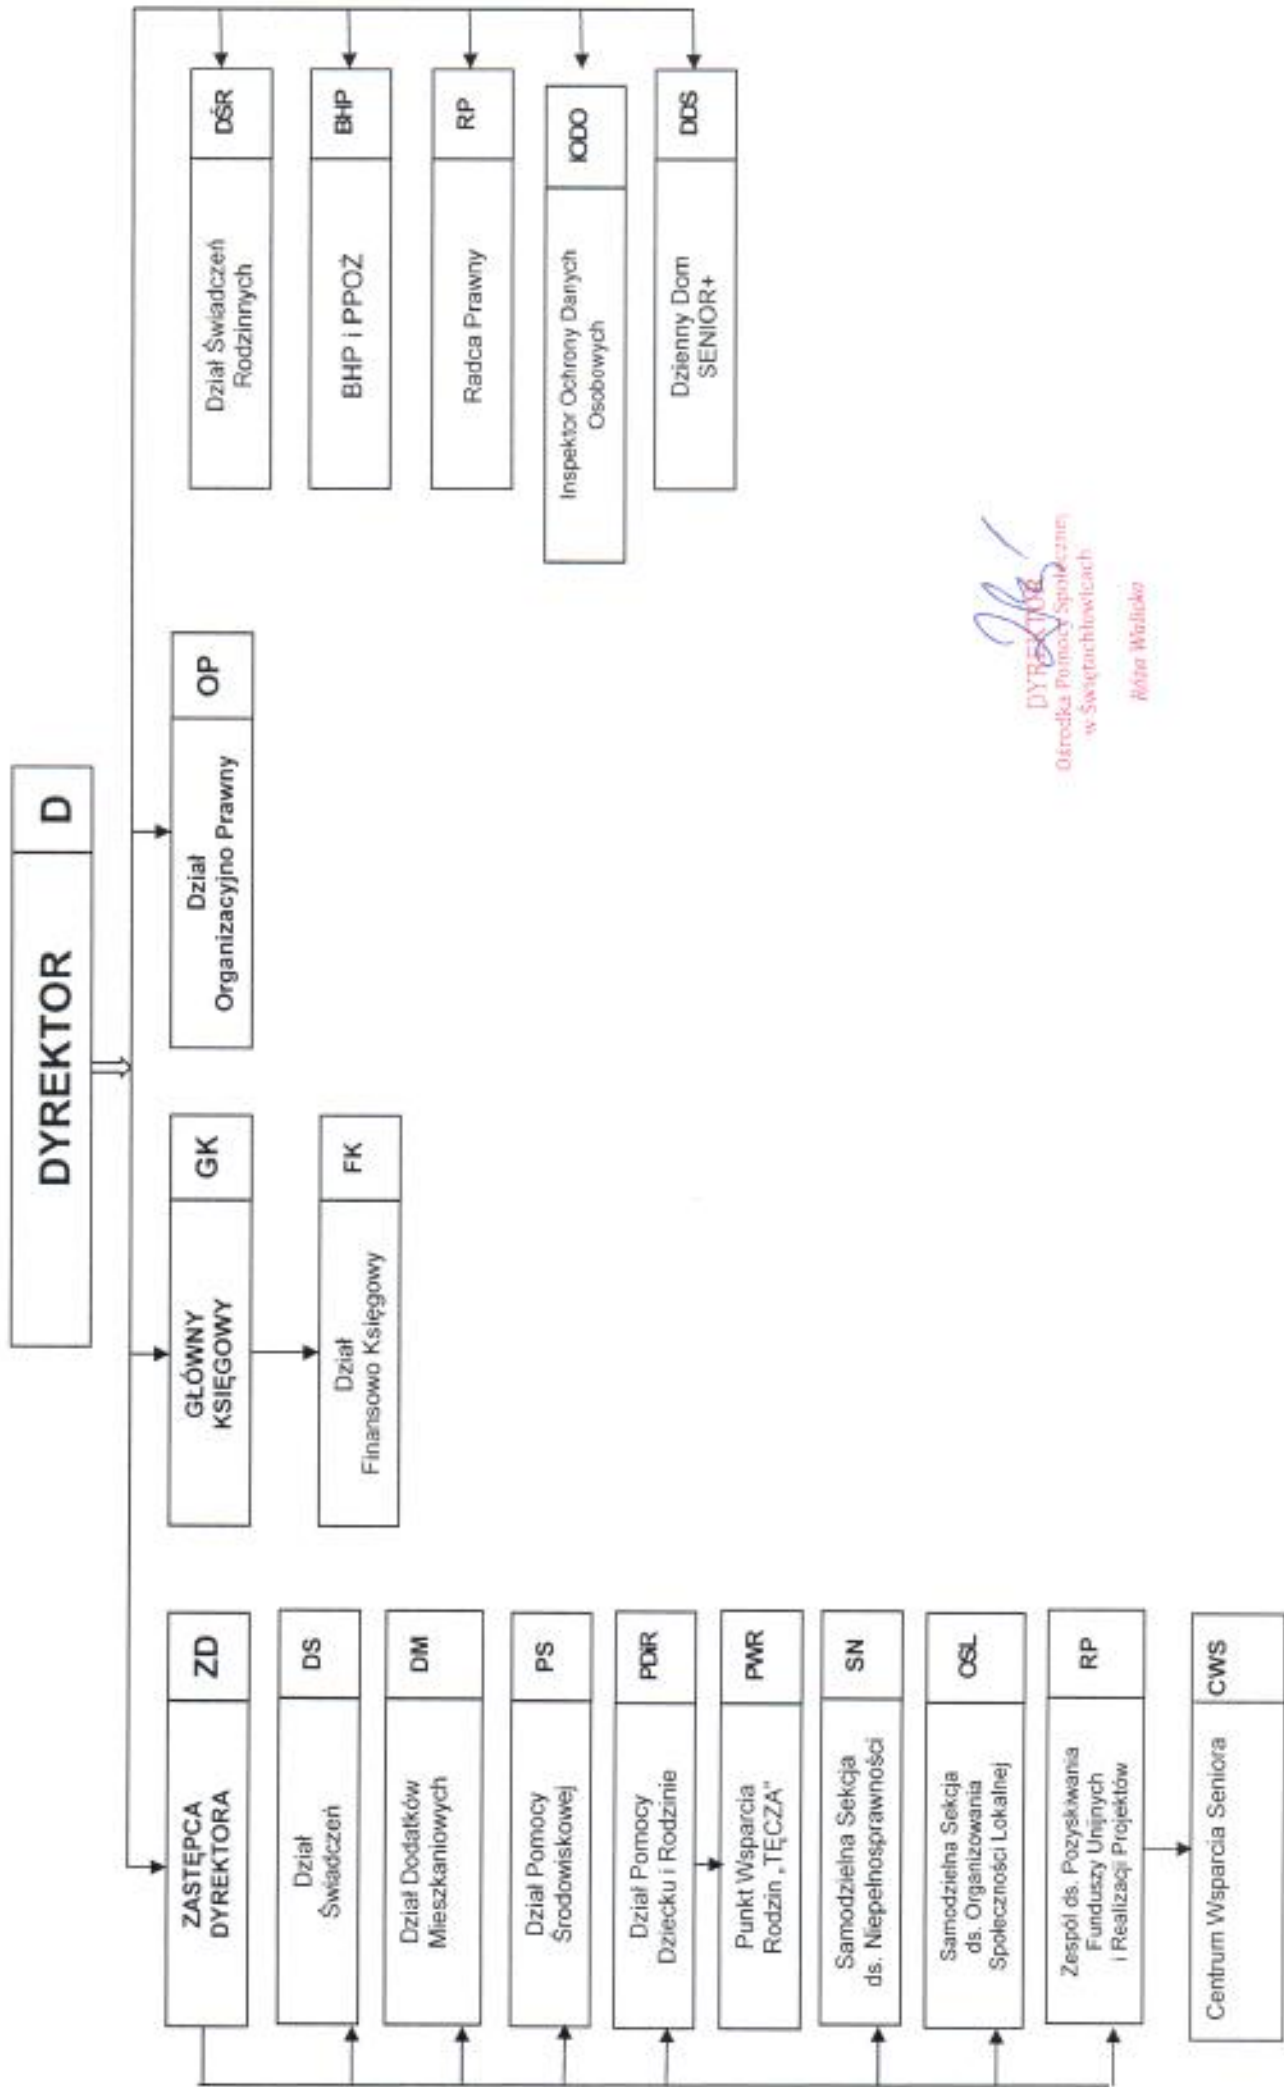 DYREKTOR
D
ZASTĘPCA
DYREKTORA
ZD
GŁÓWNY
KSIĘGOWY
GK
Dział
Organizacyjno Prawny
OP
Dział Świadczeń
Rodzinnych
DŚR
Dział
Świadczeń
DS
Dział
Finansowo Księgowy
FK
BHP i PPOŻ
BHP
Dział Dodatków
Mieszkaniowych
DM
Radca Prawny
RP
Dział Pomocy
Środowiskowej
PS
Inspektor Ochrony Danych
Osobowych
IODO
Dział Pomocy
Dziecku i Rodzinie
PDiR
Dzienny Dom
SENIOR+
DDS
Punkt Wsparcia
Rodzin „TĘCZA"
PWR
Samodzielna Sekcja
ds. Niepełnosprawności
SN
Samodzielna Sekcja
ds. Organizowania
Społeczności Lokalnej
OSL
Zespół ds. Pozyskiwania
Funduszy Unijnych
i Realizacji Projektów
RP
Centrum Wsparcia Seniora
CWS
DYREKTOR
Ośrodka Pomocy Społecznej
w Świętochłowicach